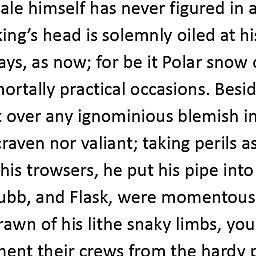 ale himself has never figured in a
king’s head is solemnly oiled at his
ays, as now; for be it Polar snow
mortally practical occasions. Besid
over any ignominious blemish in
craven nor valiant; taking perils as
his trowsers, he put his pipe into
ubb, and Flask, were momentous
rawn of his lithe snaky limbs, you
ment their crews from the hardy